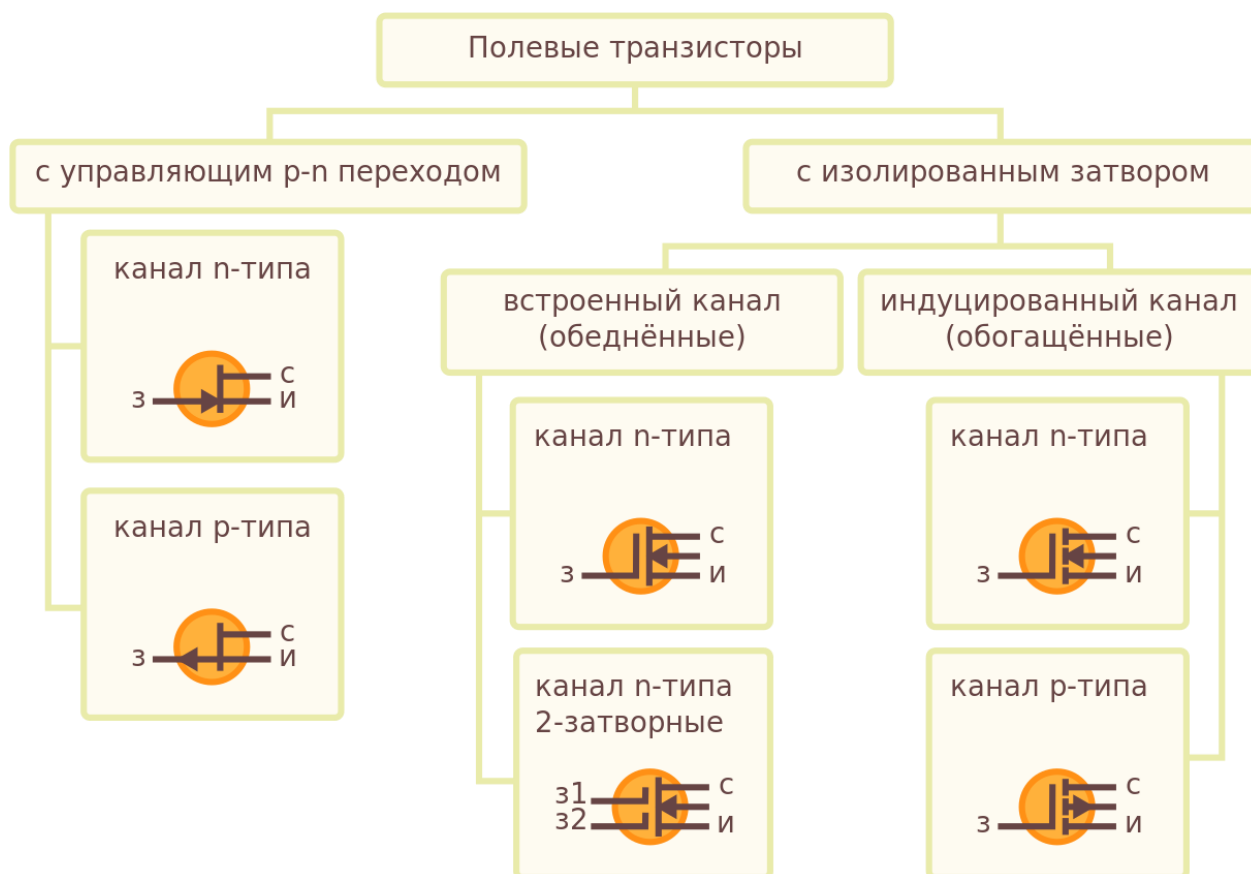 Полевые транзисторы
с управляющим p-n переходом
с изолированным затвором
канал n-типа
с
з
и
канал p-типа
с
з
и
встроенный канал
(обеднённые)
канал n-типа
с
з
и
канал n-типа
2-затворные
с
з1
з2
и
индуцированный канал
(обогащённые)
канал n-типа
с
з
и
канал p-типа
с
з
и